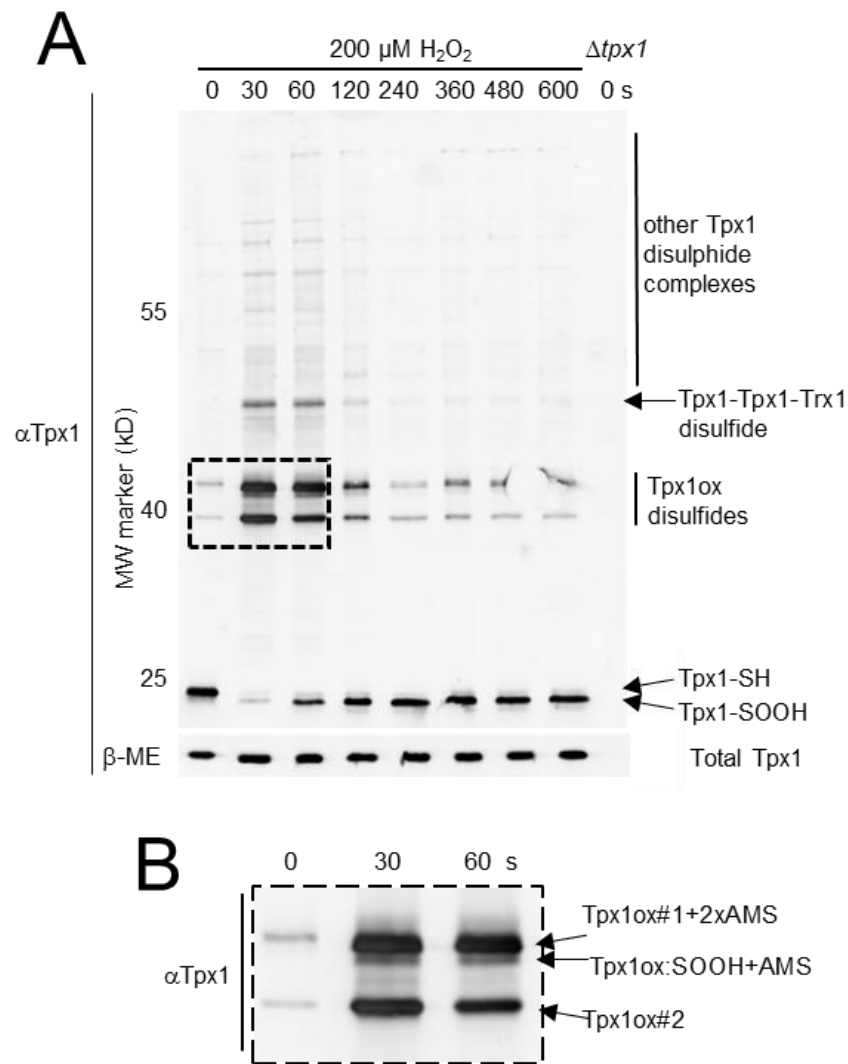 A
200 µM H₂O₂
Δtpx1
0 30 60 120 240 360 480 600 0 s
other Tpx1
disulphide
complexes
55
Tpx1-Tpx1-Trx1
disulfide
αTpx1
MW marker (kD)
Tpx1ox
disulfides
40
25
Tpx1-SH
Tpx1-SOOH
β-ME
Total Tpx1
B
0 30 60 s
Tpx1ox#1+2xAMS
Tpx1ox:SOOH+AMS
αTpx1
Tpx1ox#2